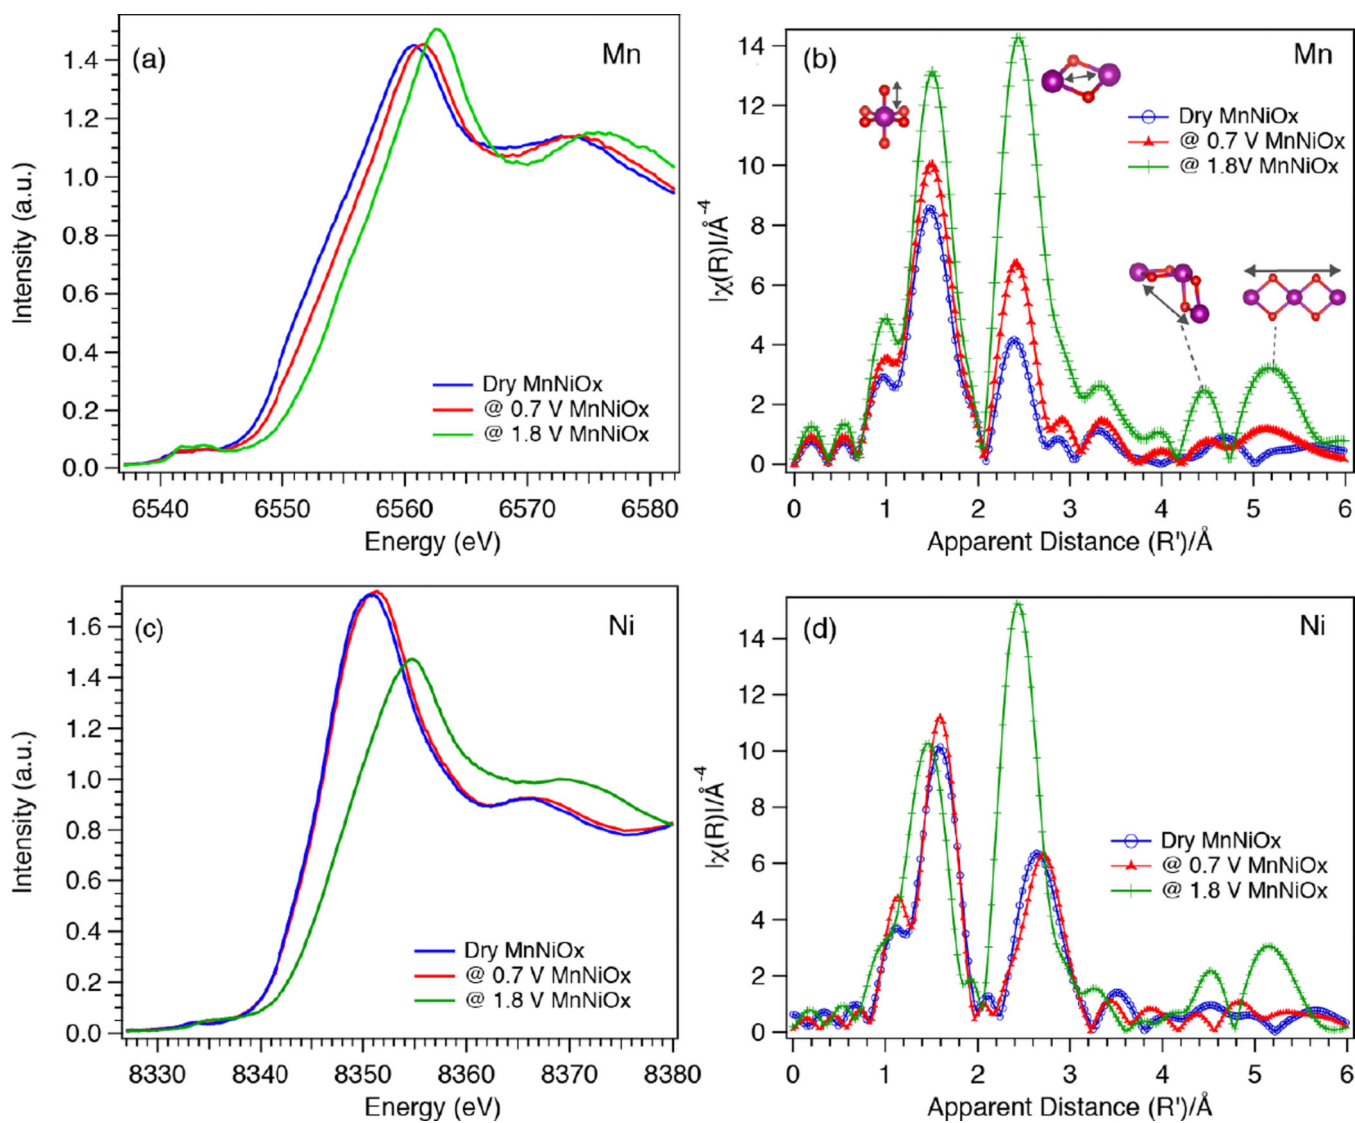 (a)
Mn
Intensity (a.u.)
1.4
1.2
1.0
0.8
0.6
0.4
0.2
0.0
Dry MnNiOx
@ 0.7 V MnNiOx
@ 1.8 V MnNiOx
6540 6550 6560 6570 6580
Energy (eV)
(b)
Mn
|χ(R)|/Å-4
14
12
10
8
6
4
2
0
Dry MnNiOx
@ 0.7 V MnNiOx
@ 1.8V MnNiOx
0 1 2 3 4 5 6
Apparent Distance (R')/Å
(c)
Ni
Intensity (a.u.)
1.6
1.4
1.2
1.0
0.8
0.6
0.4
0.2
0.0
Dry MnNiOx
@ 0.7 V MnNiOx
@ 1.8 V MnNiOx
8330 8340 8350 8360 8370 8380
Energy (eV)
(d)
Ni
|χ(R)|/Å-4
14
12
10
8
6
4
2
0
Dry MnNiOx
@ 0.7 V MnNiOx
@ 1.8 V MnNiOx
0 1 2 3 4 5 6
Apparent Distance (R')/Å